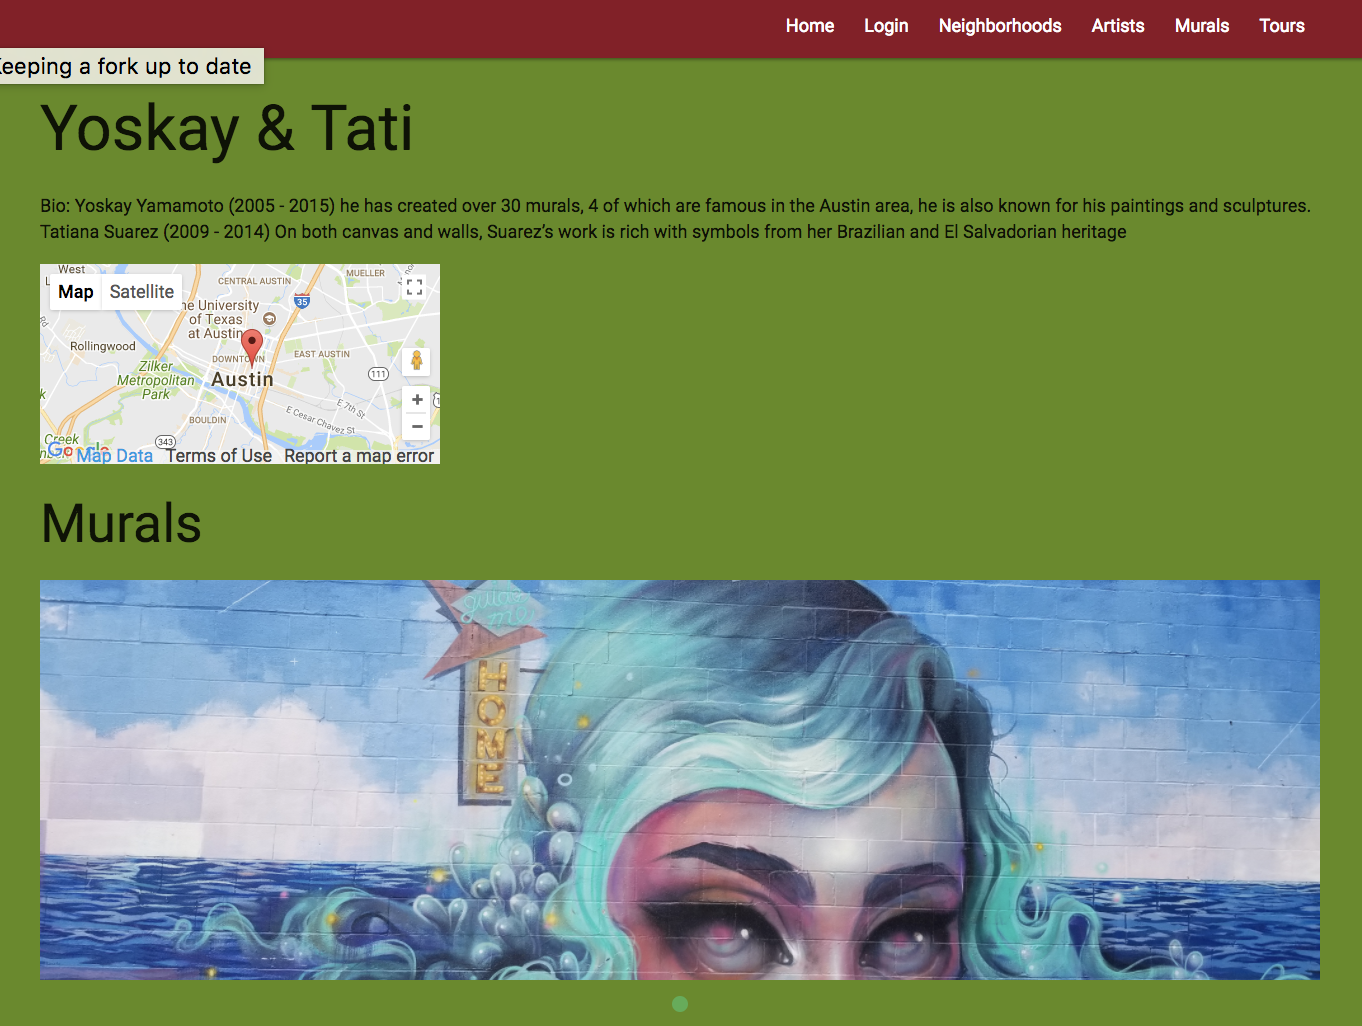 Home Login Neighborhoods Artists Murals Tours
Keeping a fork up to date
Yoskay & Tati
Bio: Yoskay Yamamoto (2005 - 2015) he has created over 30 murals, 4 of which are famous in the Austin area, he is also known for his paintings and sculptures.
Tatiana Suarez (2009 - 2014) On both canvas and walls, Suarez’s work is rich with symbols from her Brazilian and El Salvadorian heritage
West
MUELLER
Map Satellite
CENTRAL AUSTIN
35
he University
of Texas
at Austin
Rd
Rollingwood
DOWNTOWN
EAST AUSTIN
Zilker
Metropolitan
Park
Austin
111
E 7th St
E Cesar Chavez St
BOULDIN
343
Creek
Google
Map Data Terms of Use Report a map error
Murals
guide
me
HOME